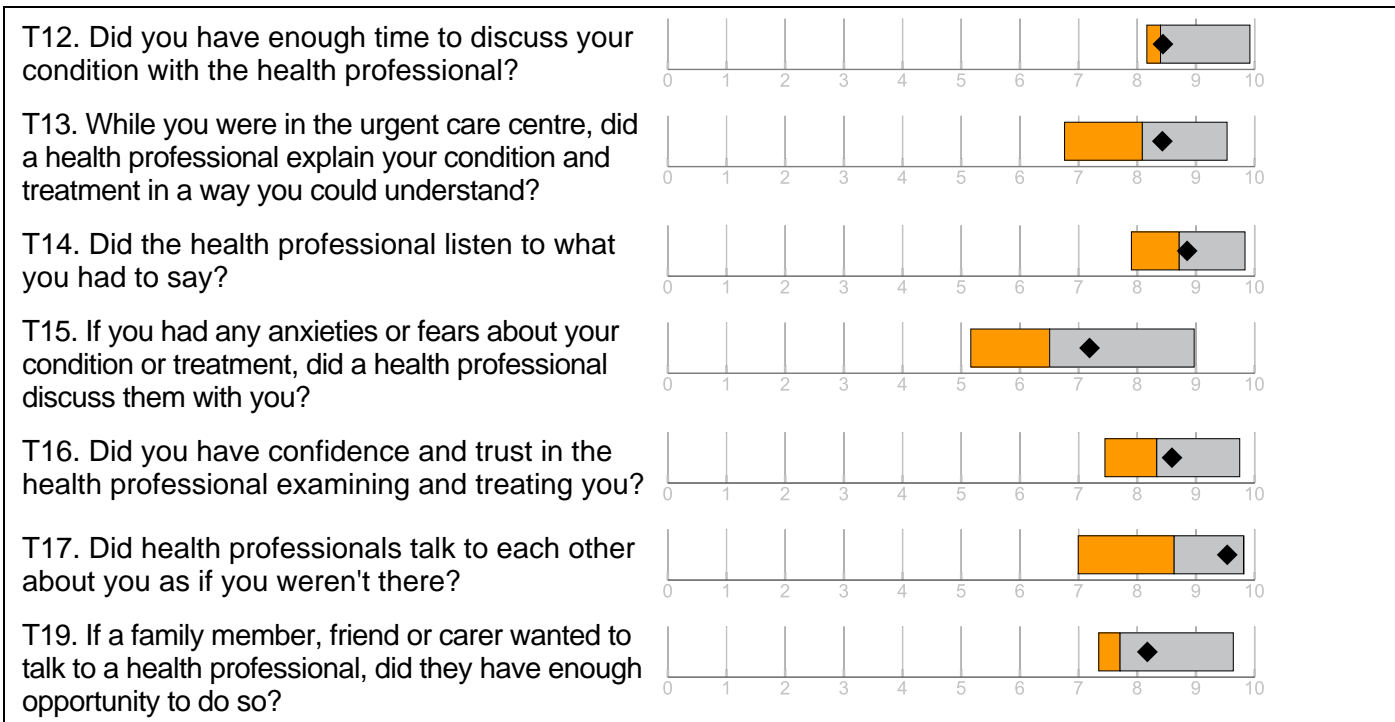 T12. Did you have enough time to discuss your
condition with the health professional?
0 1 2 3 4 5 6 7 8 9 10
T13. While you were in the urgent care centre, did
a health professional explain your condition and
treatment in a way you could understand?
0 1 2 3 4 5 6 7 8 9 10
T14. Did the health professional listen to what
you had to say?
0 1 2 3 4 5 6 7 8 9 10
T15. If you had any anxieties or fears about your
condition or treatment, did a health professional
discuss them with you?
0 1 2 3 4 5 6 7 8 9 10
T16. Did you have confidence and trust in the
health professional examining and treating you?
0 1 2 3 4 5 6 7 8 9 10
T17. Did health professionals talk to each other
about you as if you weren't there?
0 1 2 3 4 5 6 7 8 9 10
T19. If a family member, friend or carer wanted to
talk to a health professional, did they have enough
opportunity to do so?
0 1 2 3 4 5 6 7 8 9 10